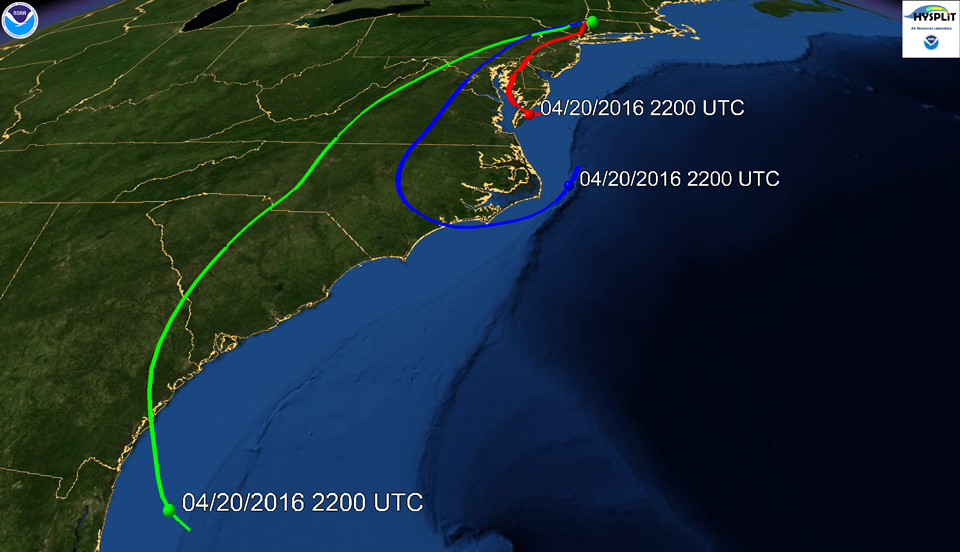 NOAA
HYSPLIT
Air Resources Laboratory
04/20/2016 2200 UTC
04/20/2016 2200 UTC
04/20/2016 2200 UTC